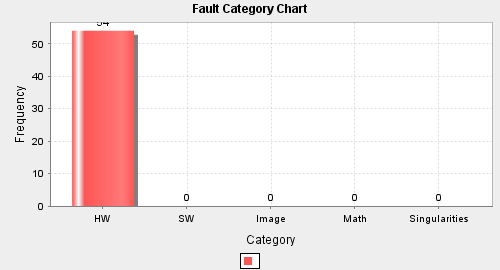 Fault Category Chart
54
50
40
30
20
10
0
0
0
0
0
HW
SW
Image
Math
Singularities
Frequency
Category